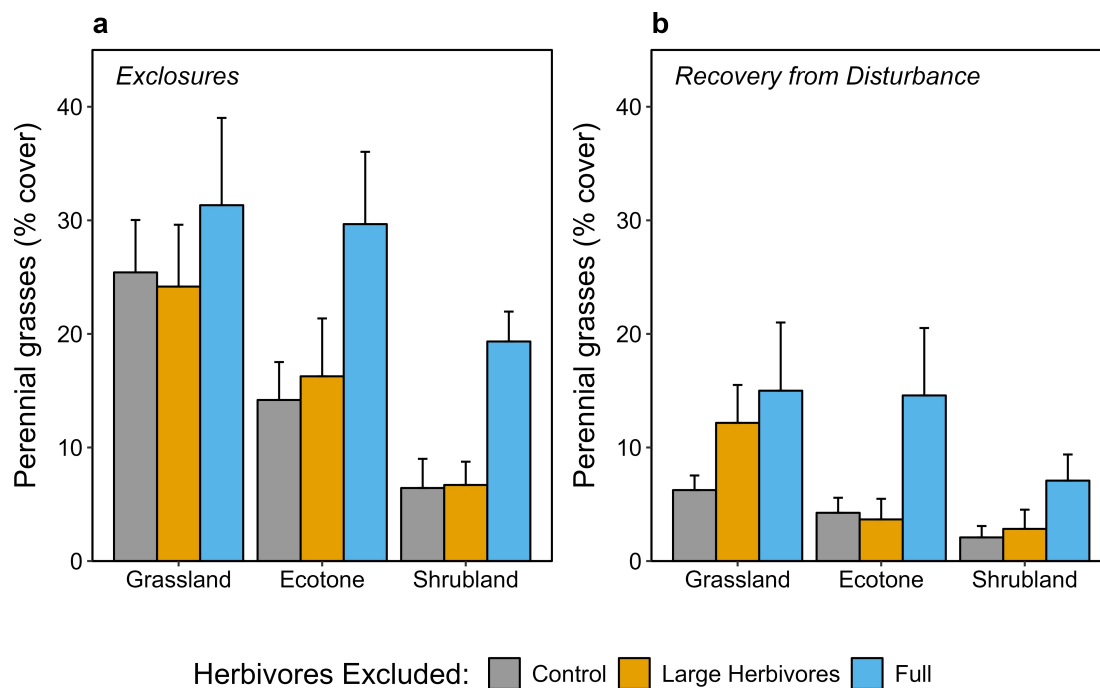 a
Exclosures
Perennial grasses (% cover)
40
30
20
10
0
Grassland Ecotone Shrubland
b
Recovery from Disturbance
Perennial grasses (% cover)
40
30
20
10
0
Grassland Ecotone Shrubland
Herbivores Excluded: Control Large Herbivores Full